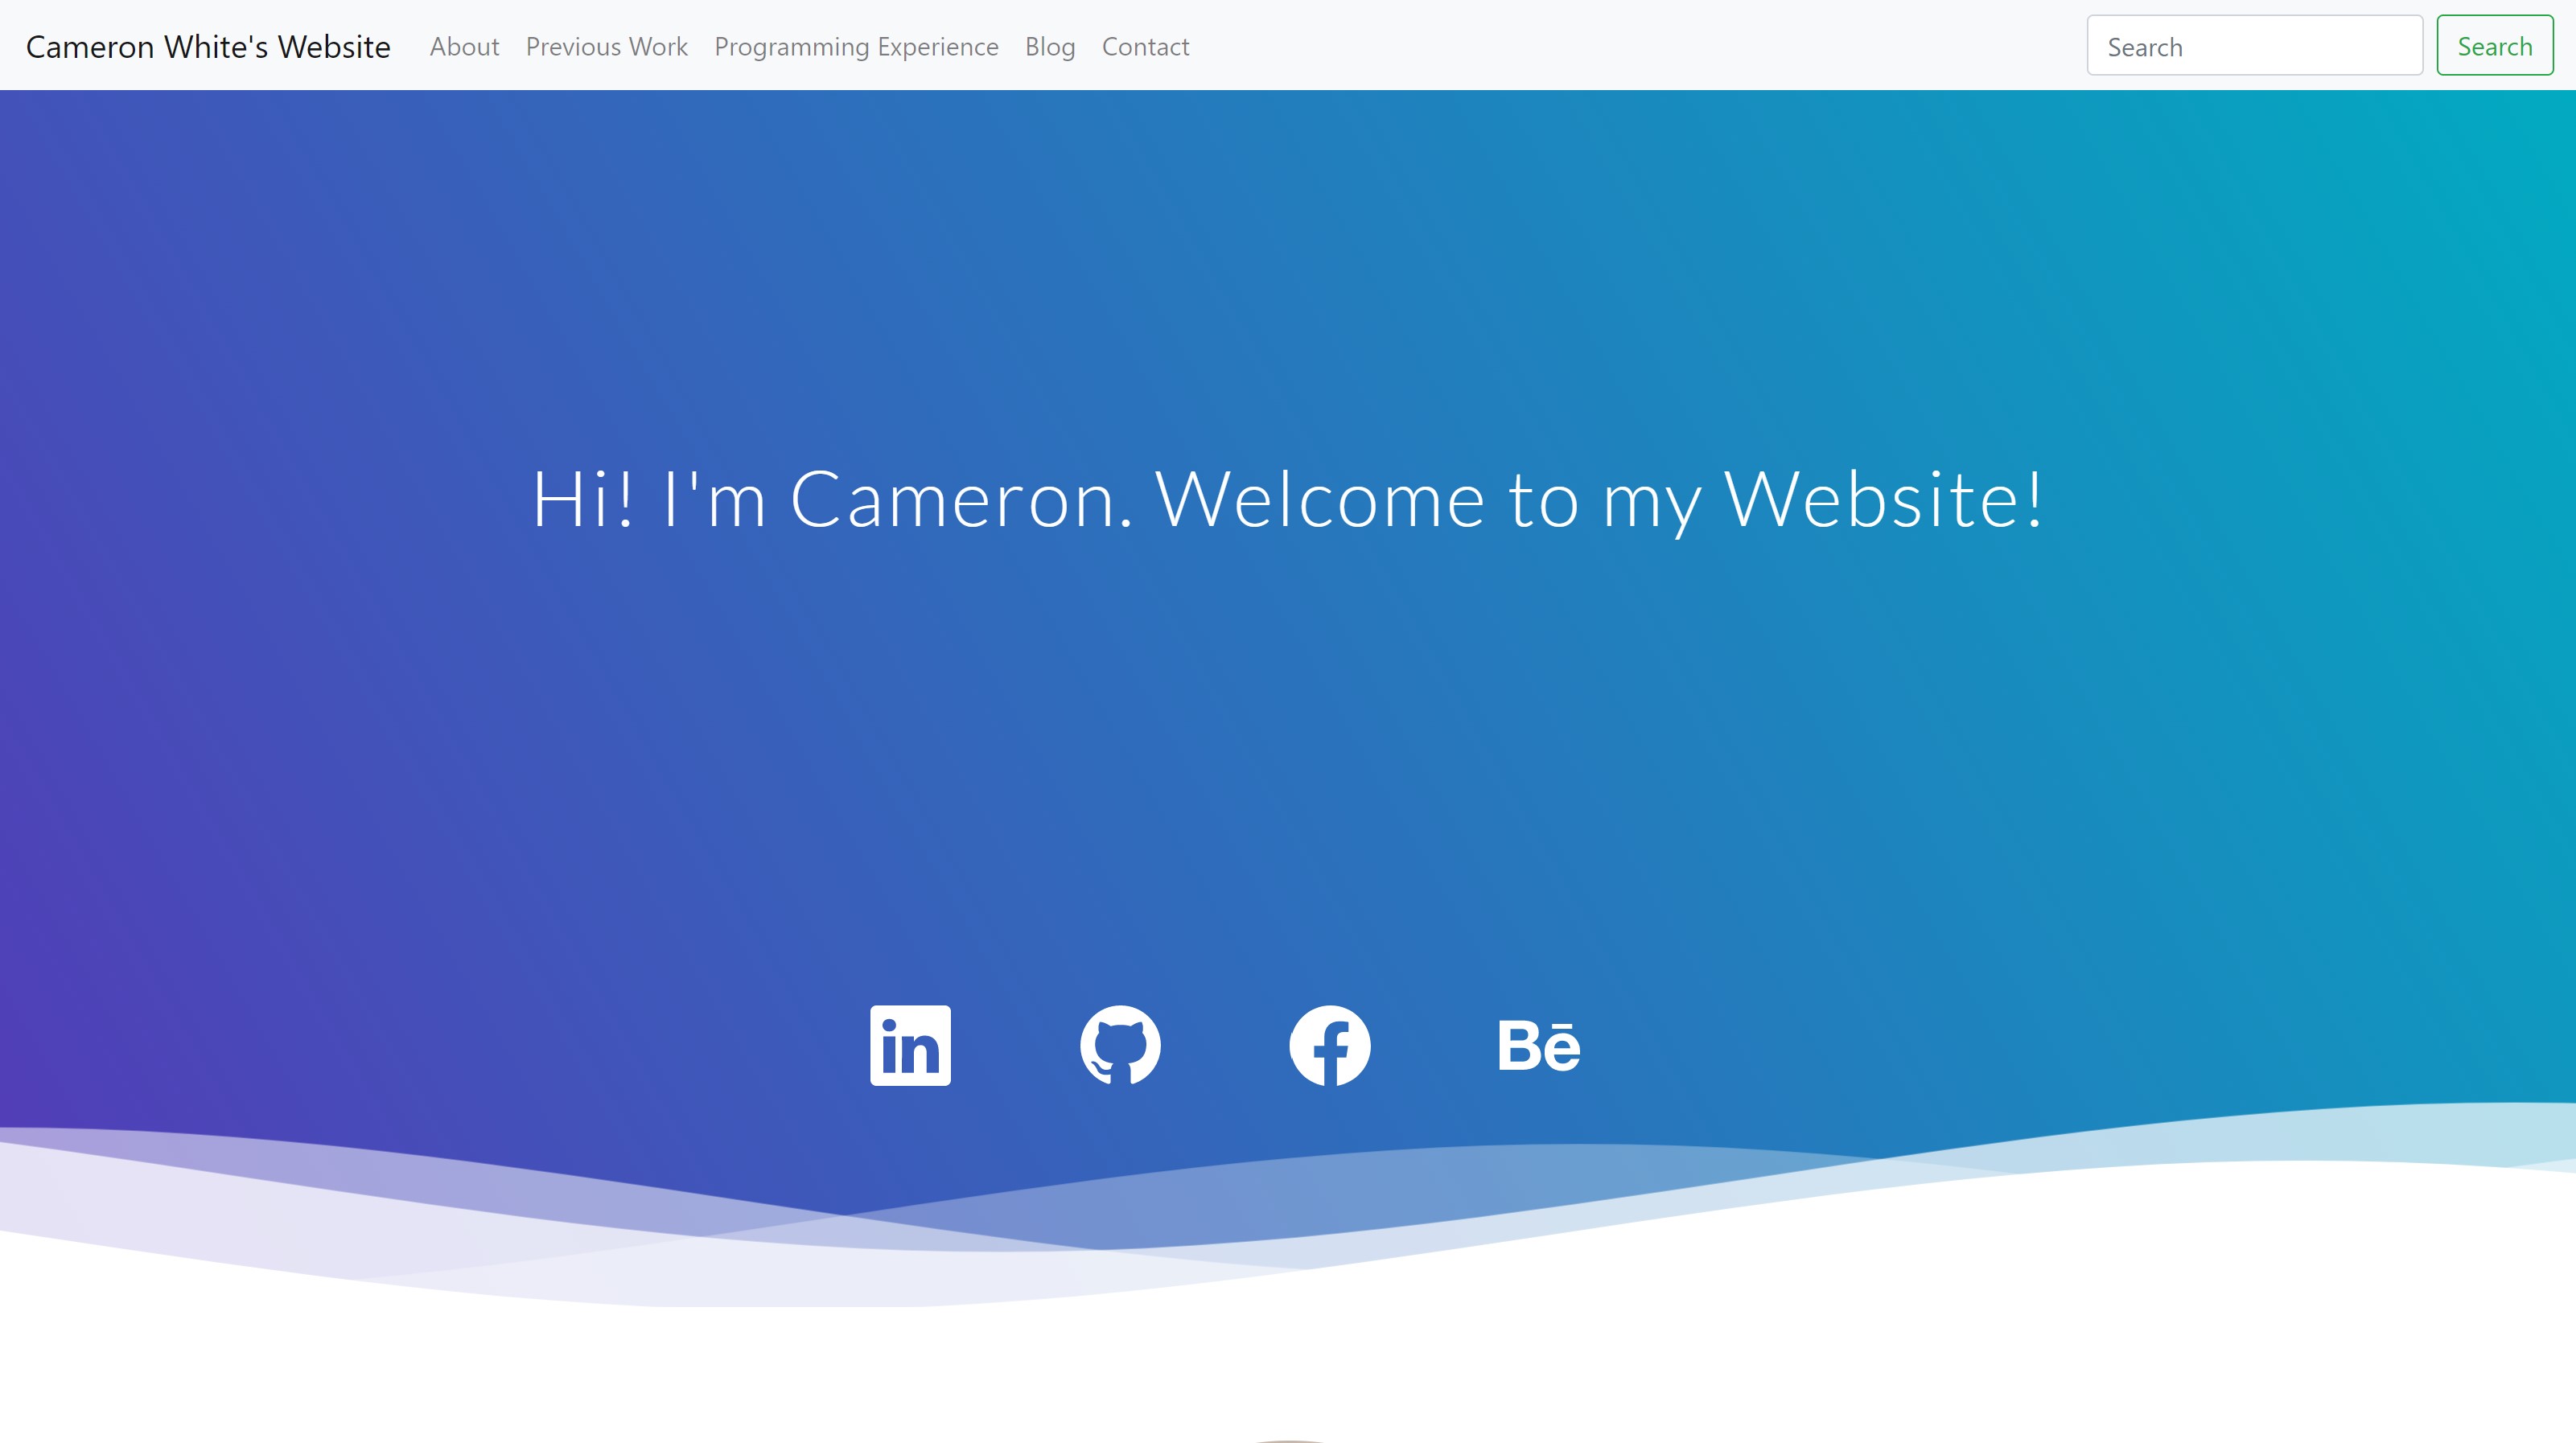 Cameron White's Website About Previous Work Programming Experience Blog Contact Search Search
Hi! I'm Cameron. Welcome to my Website!
in Bē